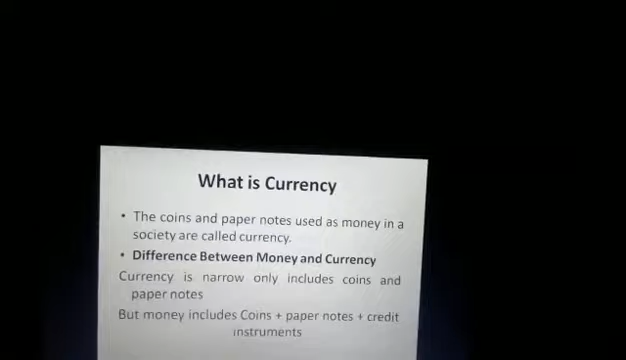 What is Currency
• The coins and paper notes used as money in a
society are called currency.
• Difference Between Money and Currency
Currency is narrow only includes coins and
paper notes
But money includes Coins + paper notes + credit
instruments